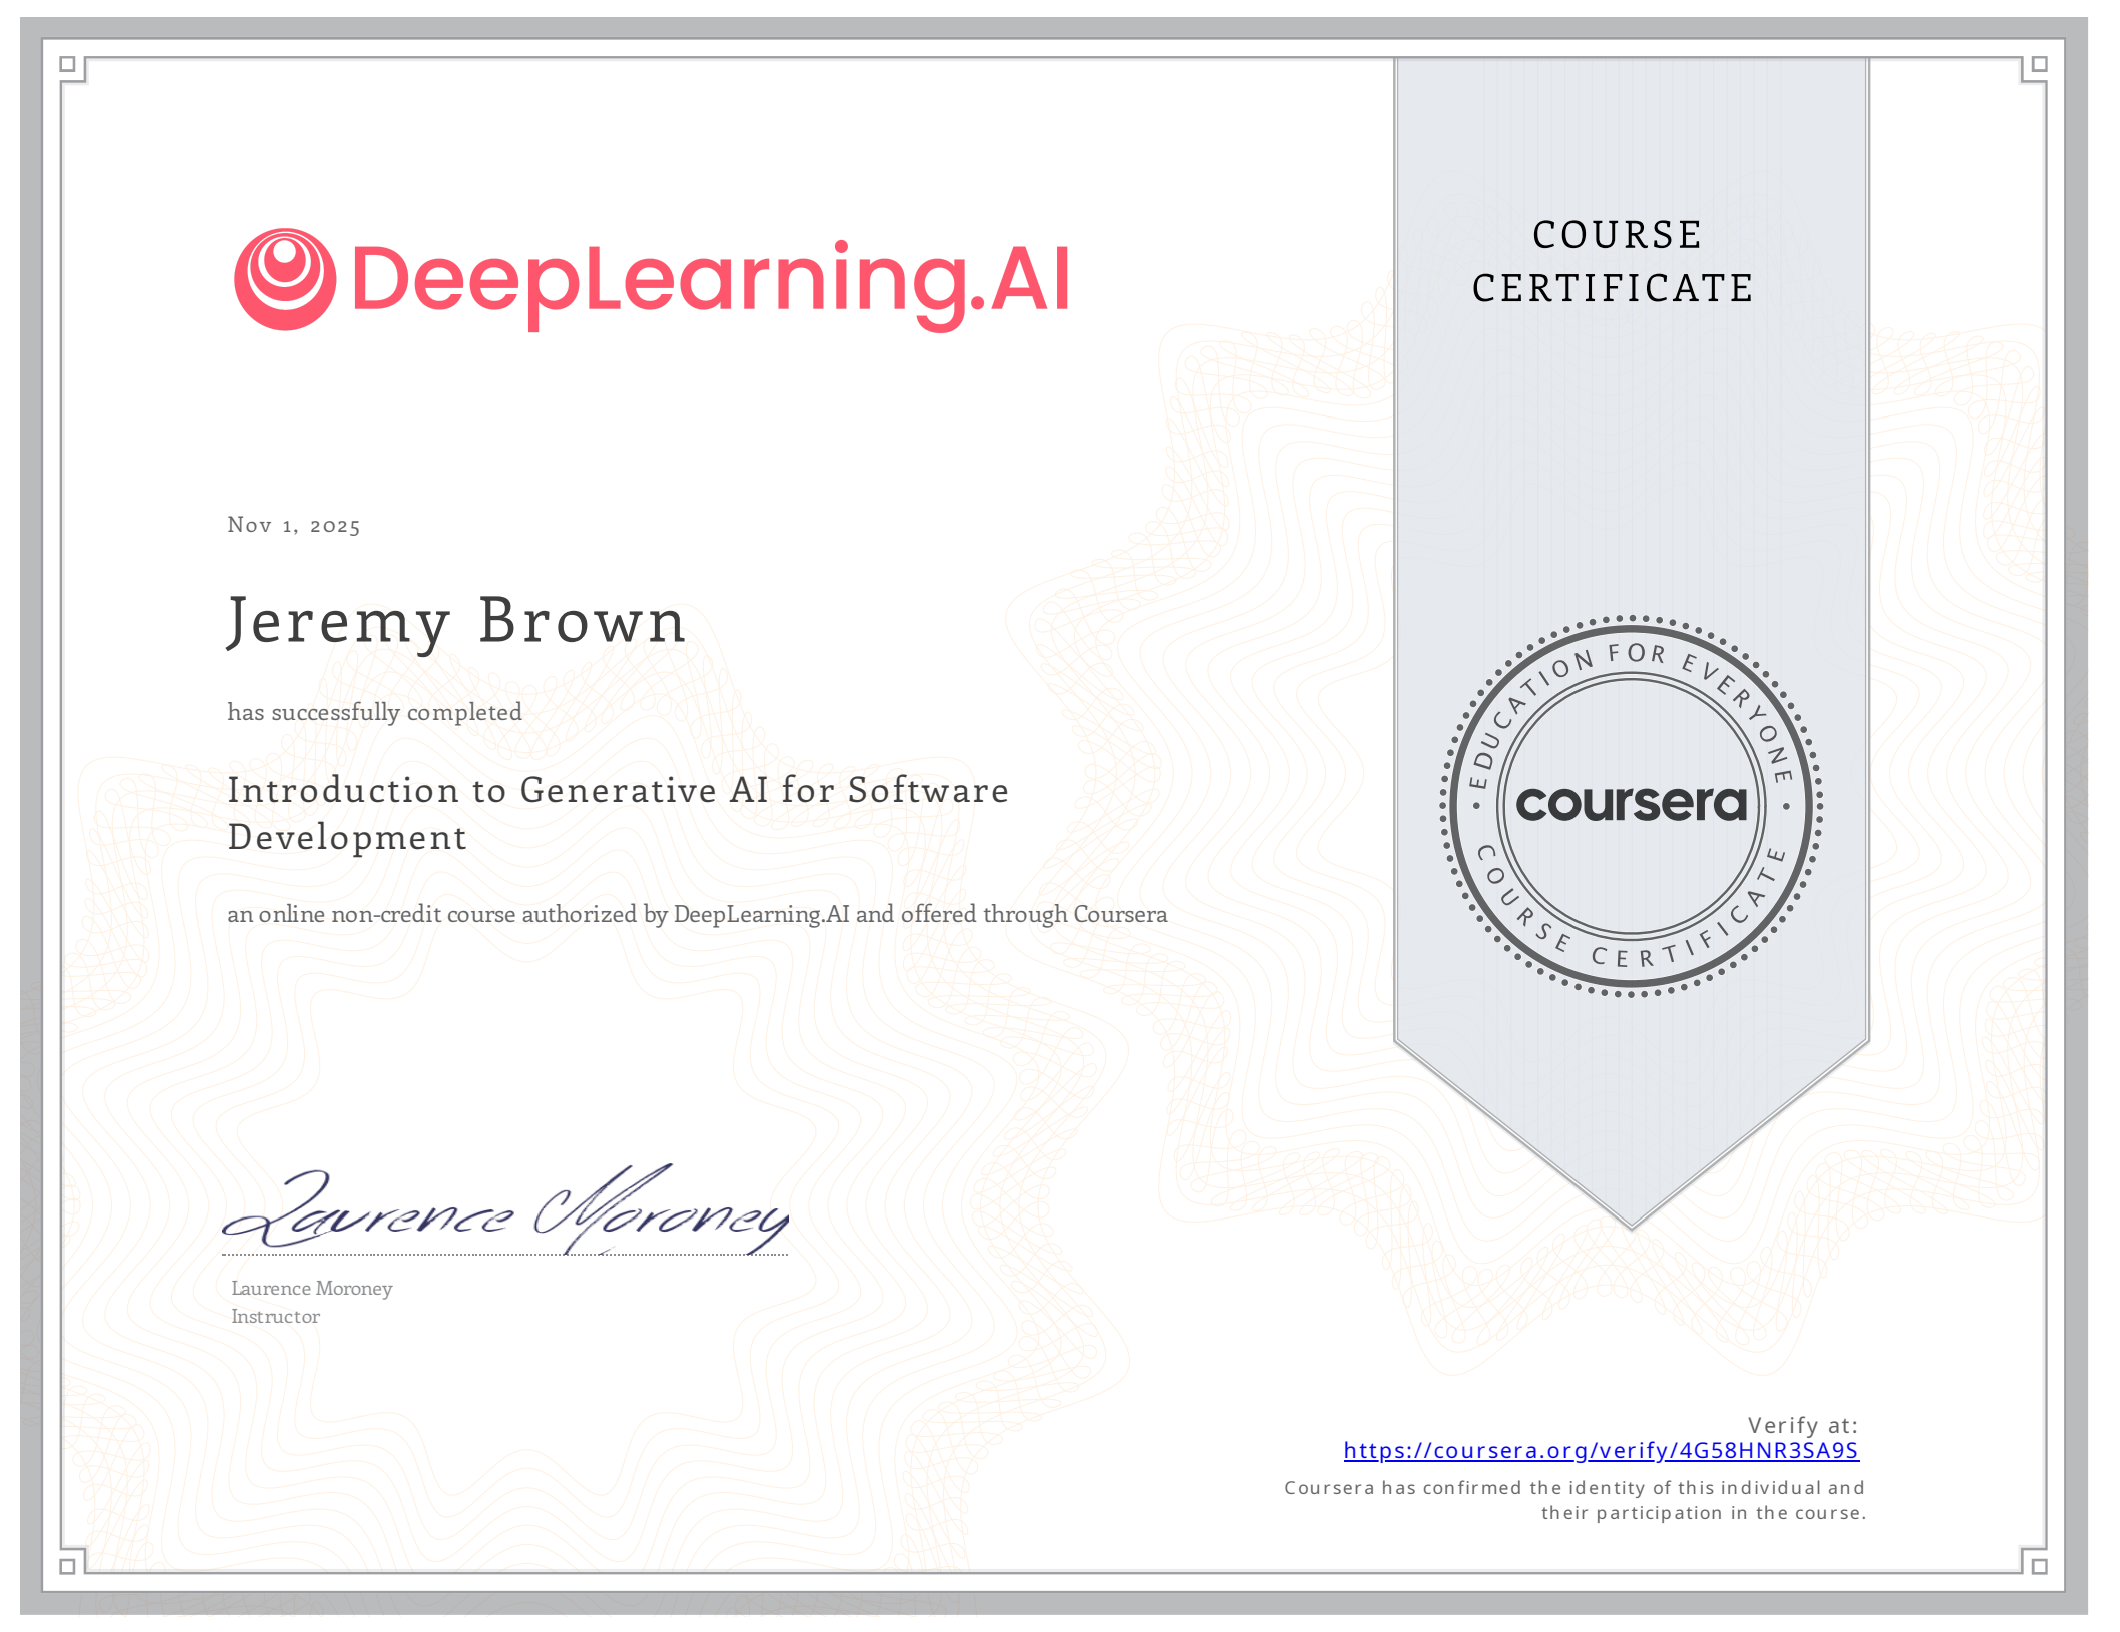 DeepLearning.AI
COURSE
CERTIFICATE
Nov 1, 2025
Jeremy Brown
has successfully completed
Introduction to Generative AI for Software
Development
an online non-credit course authorized by DeepLearning.AI and offered through Coursera
EDUCATION FOR EVERYONE
coursera
COURSE CERTIFICATE
Laurence Moroney
Laurence Moroney
Instructor
Verify at:
https://coursera.org/verify/4G58HNR3SA9S
Coursera has confirmed the identity of this individual and
their participation in the course.